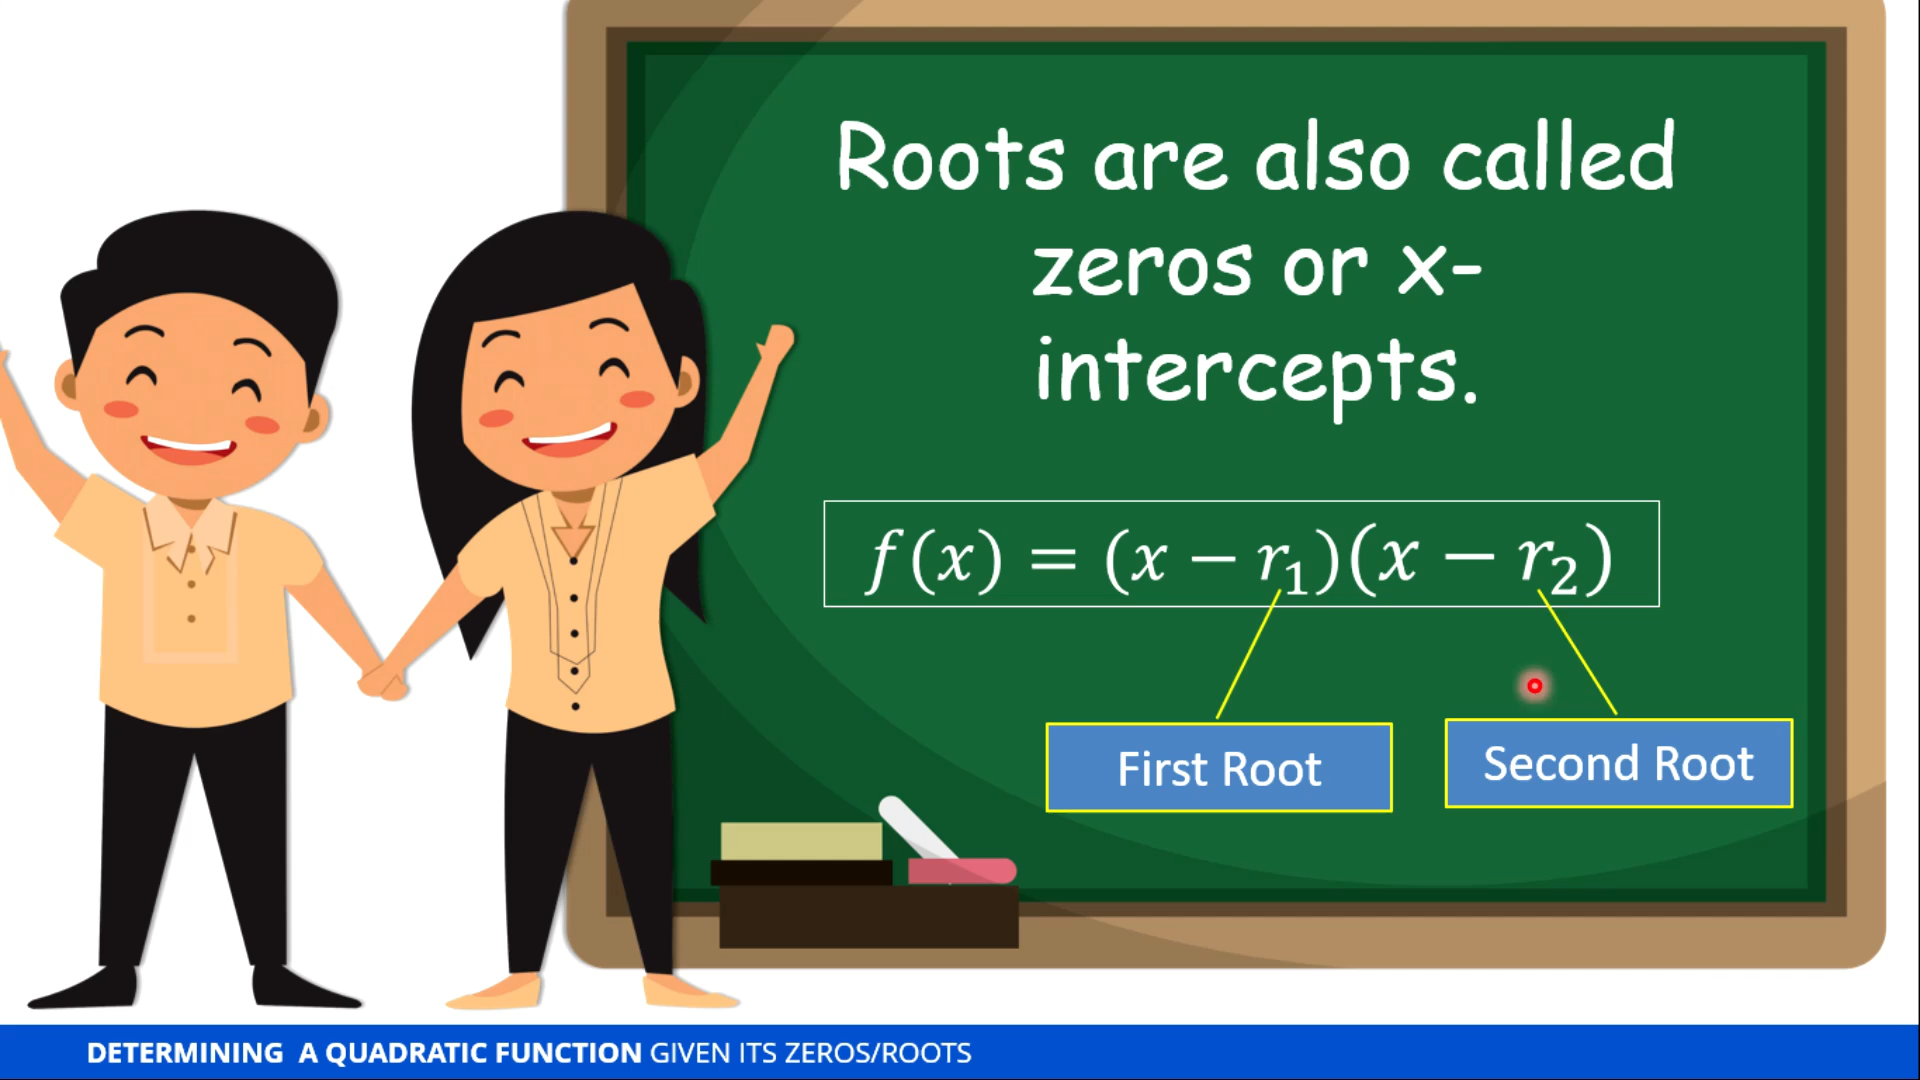 Roots are also called
zeros or x-
intercepts.
f(x) = (x − r₁)(x − r₂)
First Root
Second Root
DETERMINING A QUADRATIC FUNCTION GIVEN ITS ZEROS/ROOTS